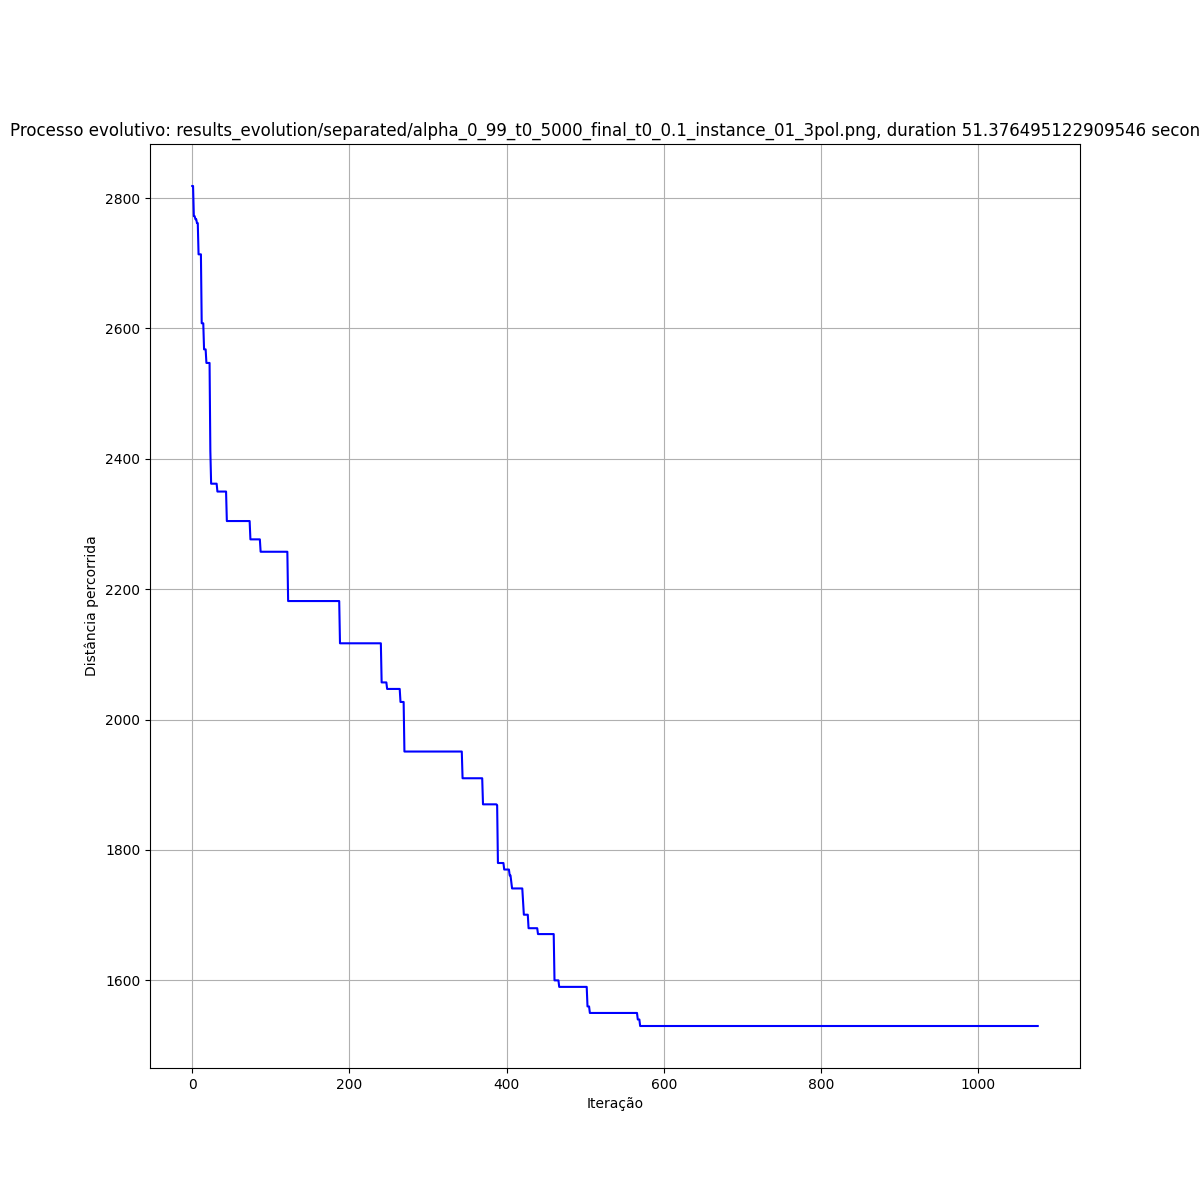 Processo evolutivo: results_evolution/separated/alpha_0_99_t0_5000_final_t0_0.1_instance_01_3pol.png, duration 51.376495122909546 secon
2800
2600
2400
2200
2000
1800
1600
Distância percorrida
0 200 400 600 800 1000
Iteração